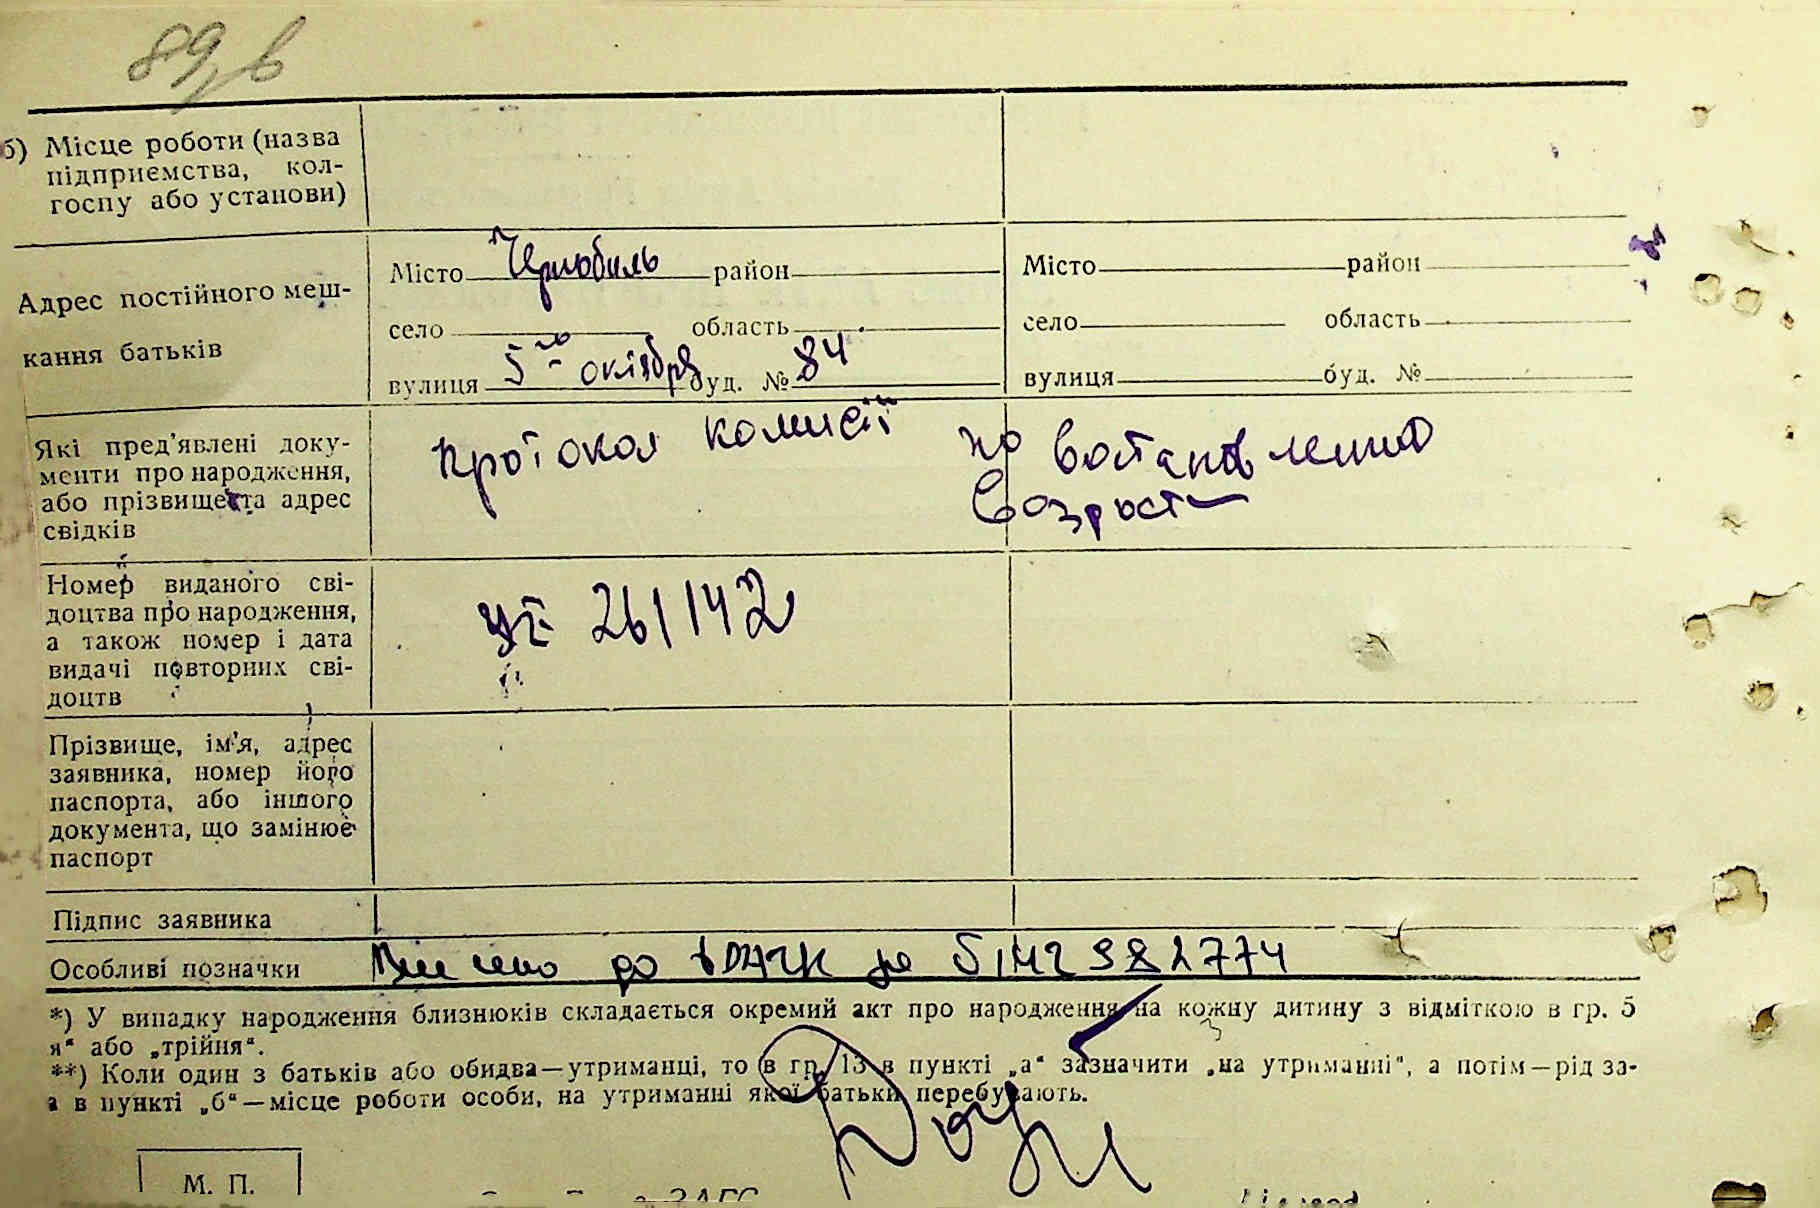 89,в
б) Місце роботи (назва
підприємства, кол-
госпу або установи)
Адрес постійного меш-
кання батьків
Місто Чернобиль район
село область
вулиця 5го октября буд. № 84
Місто район
село область
вулиця буд. №
Які пред'явлені доку-
менти про народження,
або прізвище та адрес
свідків
Протокол комисії по востановлению
возраста
Номер виданого сві-
доцтва про народження,
а також номер і дата
видачі повторних сві-
доцтв
261142
Прізвище, ім'я, адрес
заявника, номер його
паспорта, або іншого
документа, що замінює
паспорт
Підпис заявника
Особливі позначки
до
*) У випадку народження близнюків складається окремий акт про народження на кожну дитину з відміткою в гр. 5
я" або „трійня".
**) Коли один з батьків або обидва—утриманці, то в гр. 13 в пункті „а" зазначити „на утриманні", а потім—рід за-
а в пункті „б"—місце роботи особи, на утриманні якої батьки перебувають.
М. П.
ЗАГС